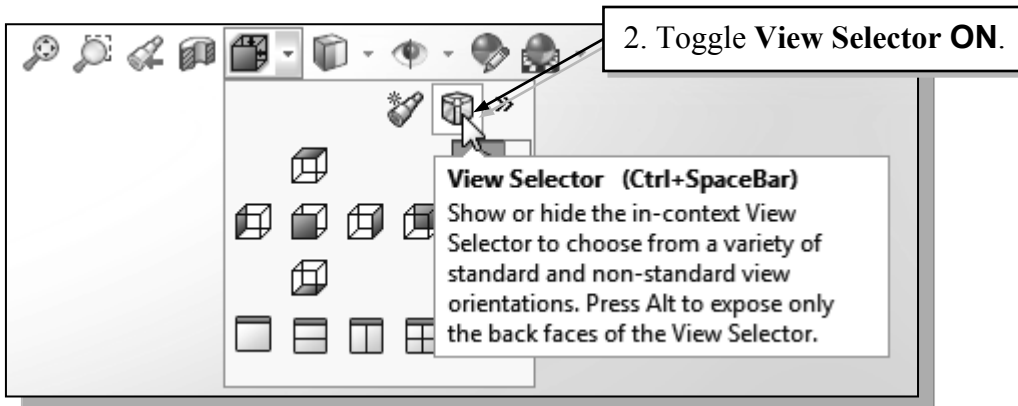 2. Toggle View Selector ON.
View Selector (Ctrl+SpaceBar)
Show or hide the in-context View
Selector to choose from a variety of
standard and non-standard view
orientations. Press Alt to expose only
the back faces of the View Selector.